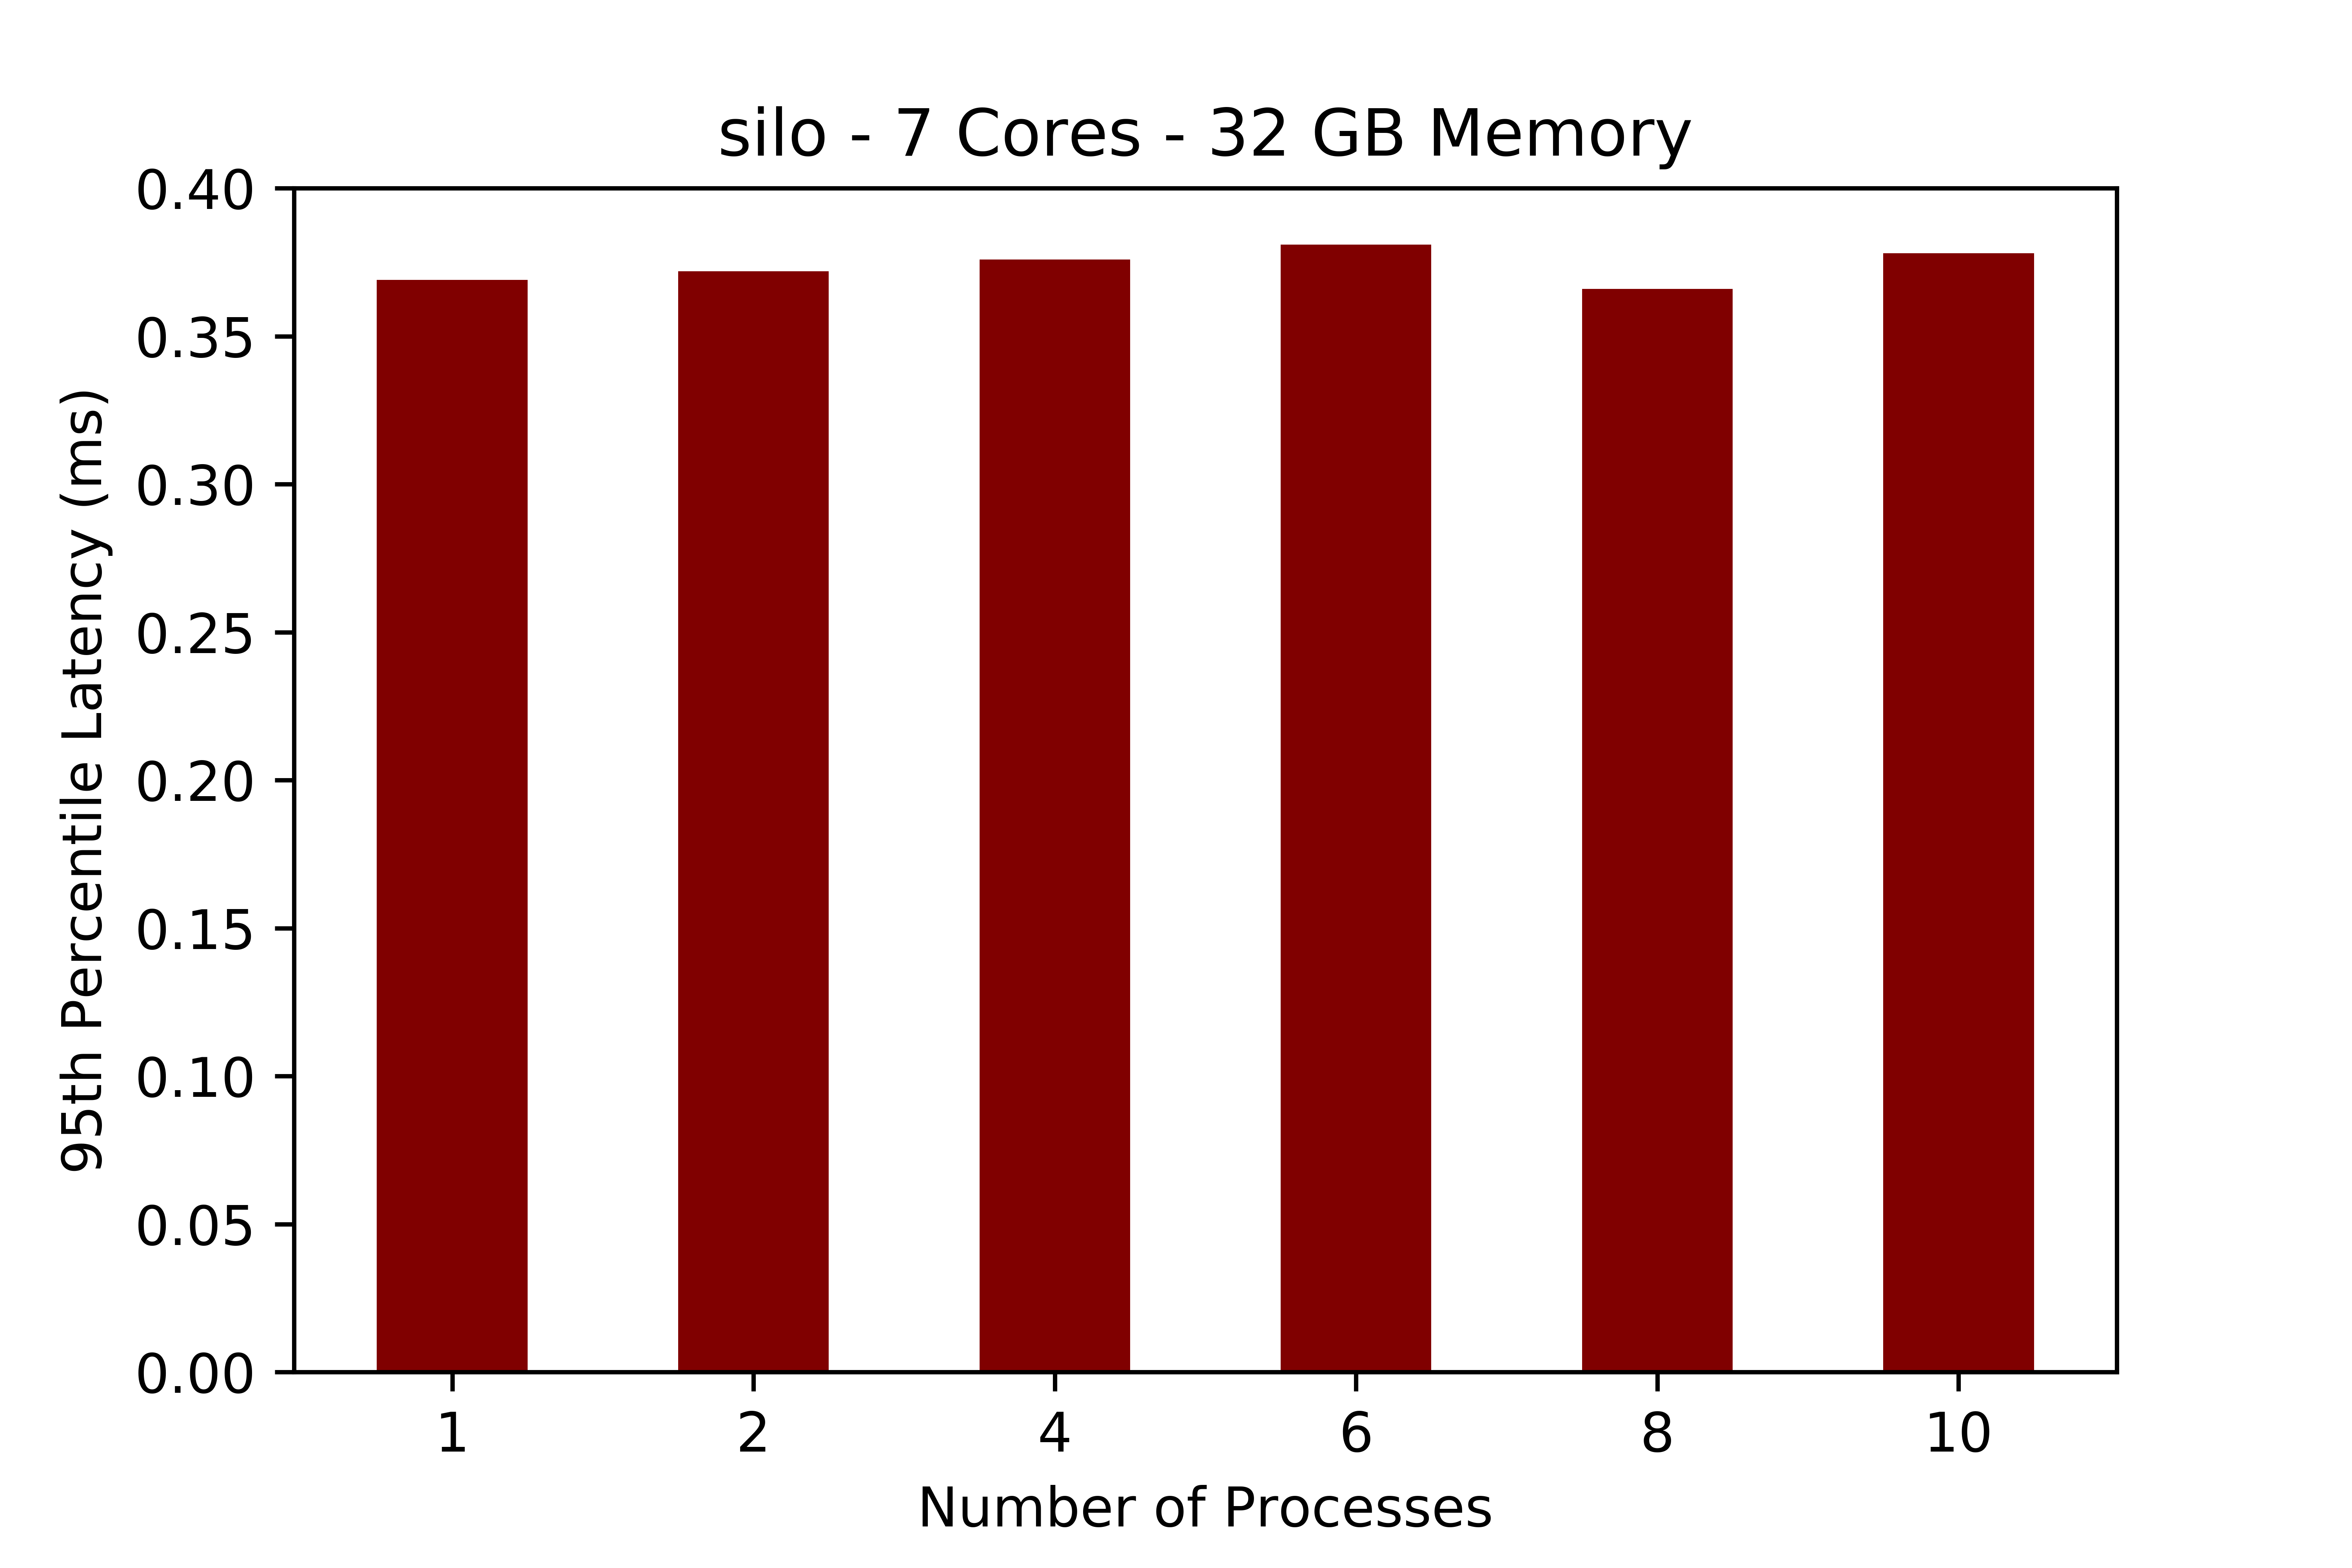 silo - 7 Cores - 32 GB Memory
0.40
0.35
0.30
0.25
0.20
0.15
0.10
0.05
0.00
95th Percentile Latency (ms)
1 2 4 6 8 10
Number of Processes